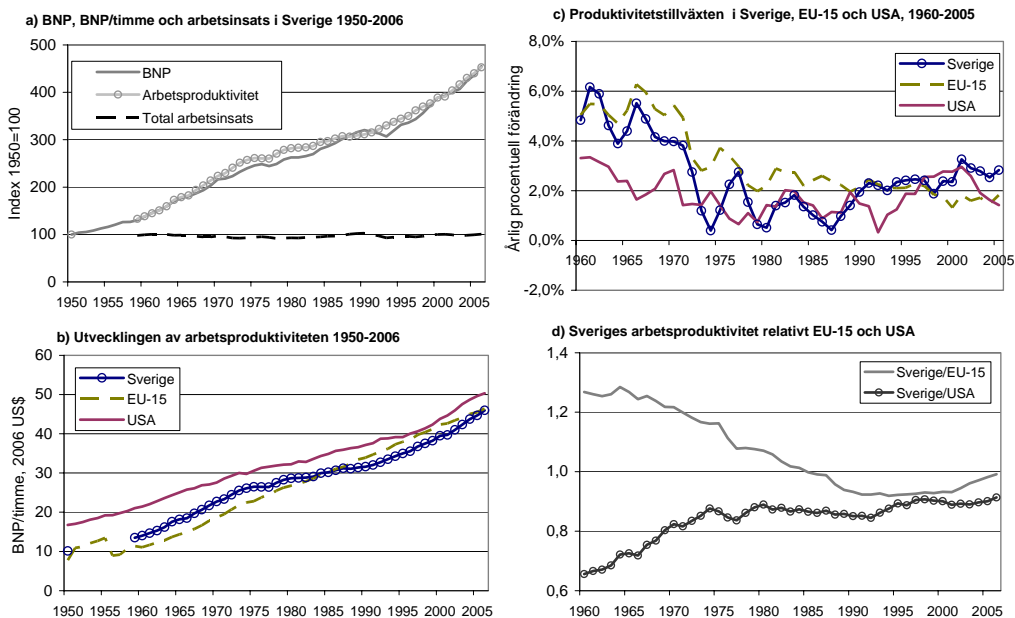 a) BNP, BNP/timme och arbetsinsats i Sverige 1950-2006
Index 1950=100
500
400
300
200
100
0
BNP
Arbetsproduktivitet
Total arbetsinsats
1950 1955 1960 1965 1970 1975 1980 1985 1990 1995 2000 2005
c) Produktivitetstillväxten i Sverige, EU-15 och USA, 1960-2005
Årlig procentuell förändring
8,0%
6,0%
4,0%
2,0%
0,0%
-2,0%
Sverige
EU-15
USA
1960 1965 1970 1975 1980 1985 1990 1995 2000 2005
b) Utvecklingen av arbetsproduktiviteten 1950-2006
BNP/timme, 2006 US$
60
50
40
30
20
10
0
Sverige
EU-15
USA
1950 1955 1960 1965 1970 1975 1980 1985 1990 1995 2000 2005
d) Sveriges arbetsproduktivitet relativt EU-15 och USA
1,4
1,2
1,0
0,8
0,6
Sverige/EU-15
Sverige/USA
1960 1965 1970 1975 1980 1985 1990 1995 2000 2005